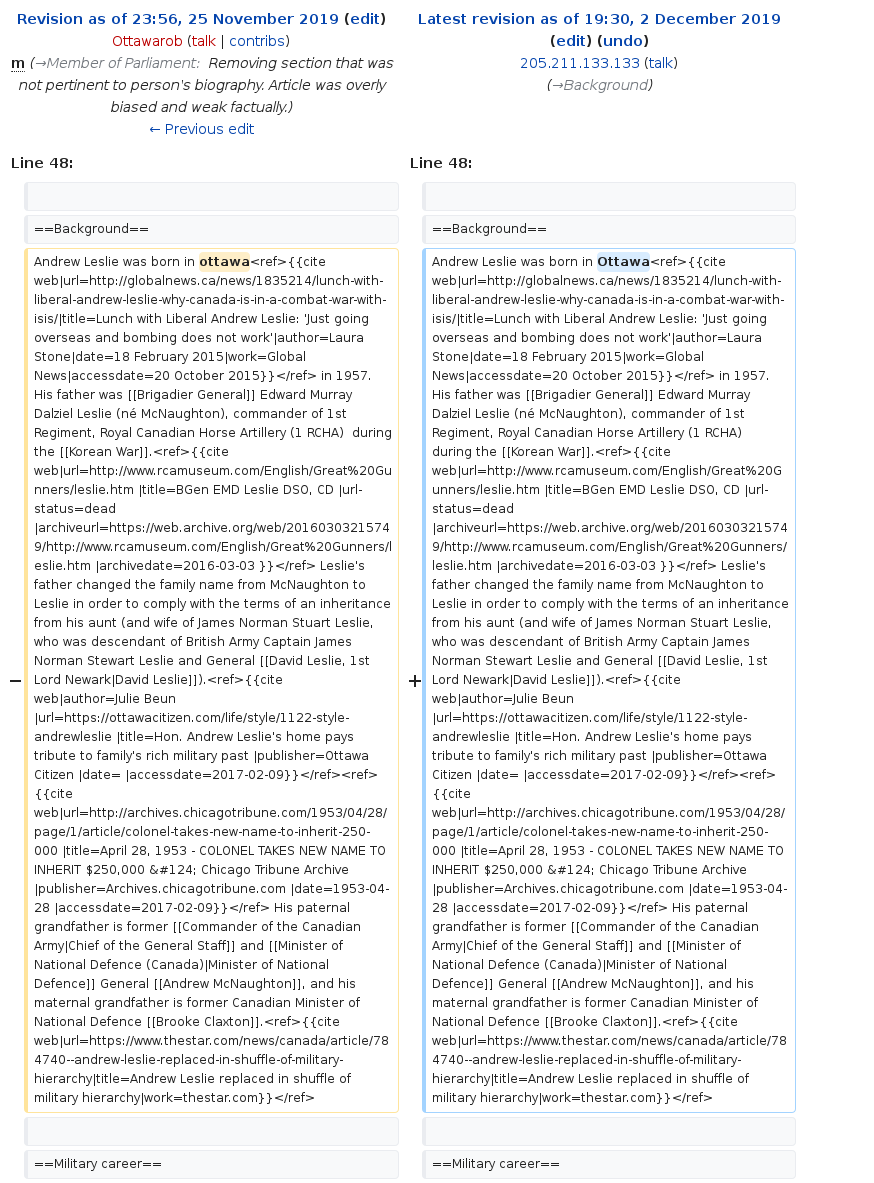 Revision as of 23:56, 25 November 2019 (edit)
Ottawarob (talk | contribs)
m (→Member of Parliament: Removing section that was
not pertinent to person's biography. Article was overly
biased and weak factually.)
← Previous edit
Latest revision as of 19:30, 2 December 2019
(edit) (undo)
205.211.133.133 (talk)
(→Background)
Line 48:
Line 48:
==Background==
==Background==
−
Andrew Leslie was born in ottawa<ref>{{cite
web|url=http://globalnews.ca/news/1835214/lunch-with-
liberal-andrew-leslie-why-canada-is-in-a-combat-war-with-
isis/|title=Lunch with Liberal Andrew Leslie: 'Just going
overseas and bombing does not work'|author=Laura
Stone|date=18 February 2015|work=Global
News|accessdate=20 October 2015}}</ref> in 1957.
His father was [[Brigadier General]] Edward Murray
Dalziel Leslie (né McNaughton), commander of 1st
Regiment, Royal Canadian Horse Artillery (1 RCHA)  during
the [[Korean War]].<ref>{{cite
web|url=http://www.rcamuseum.com/English/Great%20Gu
nners/leslie.htm |title=BGen EMD Leslie DSO, CD |url-
status=dead
|archiveurl=https://web.archive.org/web/2016030321574
9/http://www.rcamuseum.com/English/Great%20Gunners/l
eslie.htm |archivedate=2016-03-03 }}</ref> Leslie's
father changed the family name from McNaughton to
Leslie in order to comply with the terms of an inheritance
from his aunt (and wife of James Norman Stuart Leslie,
who was descendant of British Army Captain James
Norman Stewart Leslie and General [[David Leslie, 1st
Lord Newark|David Leslie]]).<ref>{{cite
web|author=Julie Beun
|url=https://ottawacitizen.com/life/style/1122-style-
andrewleslie |title=Hon. Andrew Leslie's home pays
tribute to family's rich military past |publisher=Ottawa
Citizen |date= |accessdate=2017-02-09}}</ref><ref>
{{cite
web|url=http://archives.chicagotribune.com/1953/04/28/
page/1/article/colonel-takes-new-name-to-inherit-250-
000 |title=April 28, 1953 - COLONEL TAKES NEW NAME TO
INHERIT $250,000 &#124; Chicago Tribune Archive
|publisher=Archives.chicagotribune.com |date=1953-04-
28 |accessdate=2017-02-09}}</ref> His paternal
grandfather is former [[Commander of the Canadian
Army|Chief of the General Staff]] and [[Minister of
National Defence (Canada)|Minister of National
Defence]] General [[Andrew McNaughton]], and his
maternal grandfather is former Canadian Minister of
National Defence [[Brooke Claxton]].<ref>{{cite
web|url=https://www.thestar.com/news/canada/article/78
4740--andrew-leslie-replaced-in-shuffle-of-military-
hierarchy|title=Andrew Leslie replaced in shuffle of
military hierarchy|work=thestar.com}}</ref>
+
Andrew Leslie was born in Ottawa<ref>{{cite
web|url=http://globalnews.ca/news/1835214/lunch-with-
liberal-andrew-leslie-why-canada-is-in-a-combat-war-with-
isis/|title=Lunch with Liberal Andrew Leslie: 'Just going
overseas and bombing does not work'|author=Laura
Stone|date=18 February 2015|work=Global
News|accessdate=20 October 2015}}</ref> in 1957.
His father was [[Brigadier General]] Edward Murray
Dalziel Leslie (né McNaughton), commander of 1st
Regiment, Royal Canadian Horse Artillery (1 RCHA)
during the [[Korean War]].<ref>{{cite
web|url=http://www.rcamuseum.com/English/Great%20G
unners/leslie.htm |title=BGen EMD Leslie DSO, CD |url-
status=dead
|archiveurl=https://web.archive.org/web/2016030321574
9/http://www.rcamuseum.com/English/Great%20Gunners/
leslie.htm |archivedate=2016-03-03 }}</ref> Leslie's
father changed the family name from McNaughton to
Leslie in order to comply with the terms of an inheritance
from his aunt (and wife of James Norman Stuart Leslie,
who was descendant of British Army Captain James
Norman Stewart Leslie and General [[David Leslie, 1st
Lord Newark|David Leslie]]).<ref>{{cite
web|author=Julie Beun
|url=https://ottawacitizen.com/life/style/1122-style-
andrewleslie |title=Hon. Andrew Leslie's home pays
tribute to family's rich military past |publisher=Ottawa
Citizen |date= |accessdate=2017-02-09}}</ref><ref>
{{cite
web|url=http://archives.chicagotribune.com/1953/04/28/
page/1/article/colonel-takes-new-name-to-inherit-250-
000 |title=April 28, 1953 - COLONEL TAKES NEW NAME TO
INHERIT $250,000 &#124; Chicago Tribune Archive
|publisher=Archives.chicagotribune.com |date=1953-04-
28 |accessdate=2017-02-09}}</ref> His paternal
grandfather is former [[Commander of the Canadian
Army|Chief of the General Staff]] and [[Minister of
National Defence (Canada)|Minister of National
Defence]] General [[Andrew McNaughton]], and his
maternal grandfather is former Canadian Minister of
National Defence [[Brooke Claxton]].<ref>{{cite
web|url=https://www.thestar.com/news/canada/article/78
4740--andrew-leslie-replaced-in-shuffle-of-military-
hierarchy|title=Andrew Leslie replaced in shuffle of
military hierarchy|work=thestar.com}}</ref>
==Military career==
==Military career==